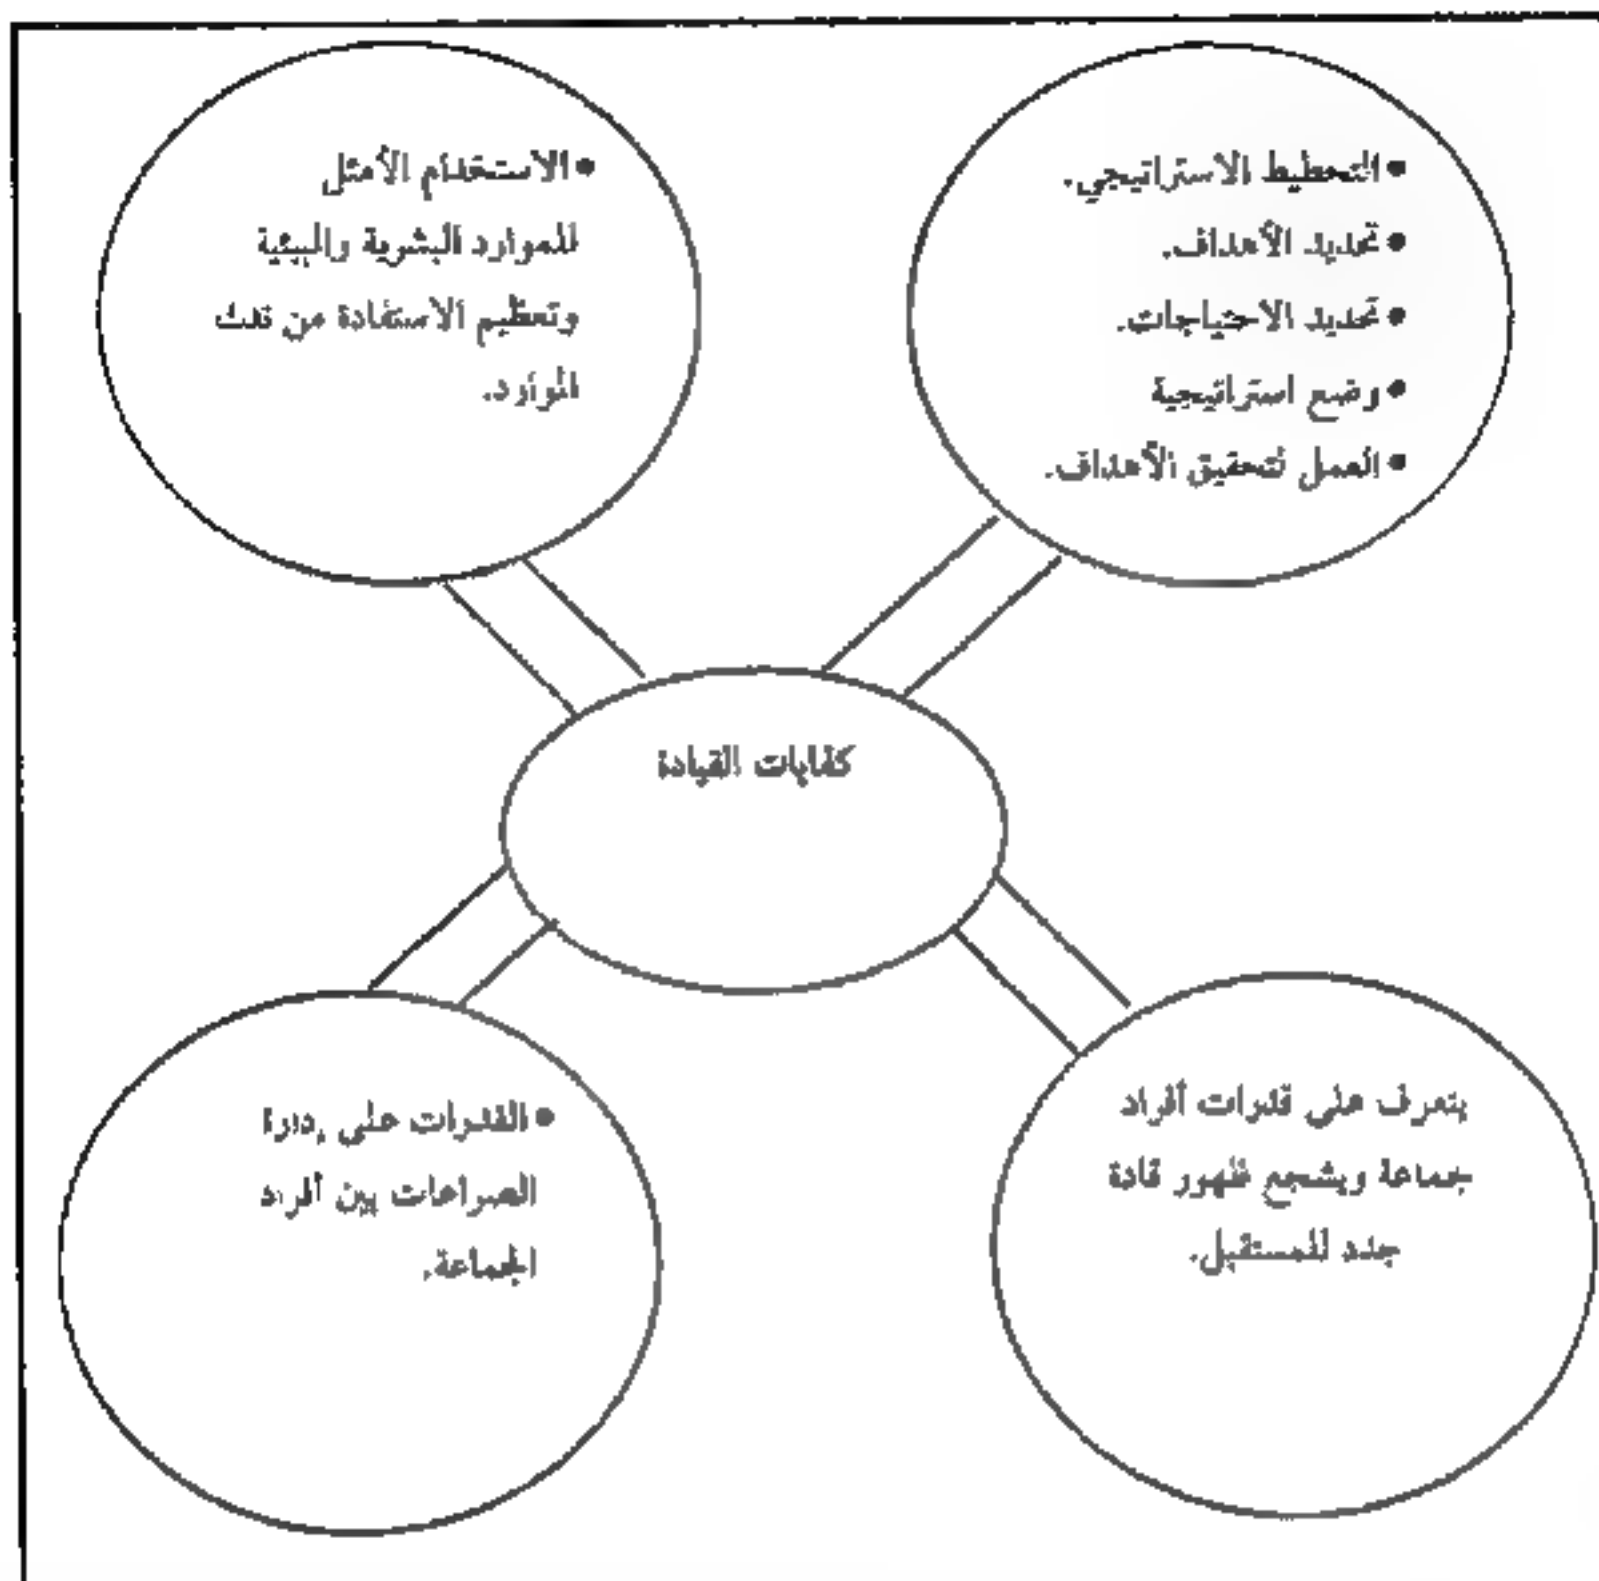 • التخطيط الاستراتيجي.
• تحديد الأهداف.
• تحديد الاحتياجات.
• وضع استراتيجية
• العمل لتحقيق الأهداف.
• الاستخدام الأمثل
للموارد البشرية والبيئية
وتعظيم الاستفادة من تلك
الموارد.
كفايات القيادة
يتعرف على قدرات أفراد
جماعة ويشجع ظهور قادة
جدد للمستقبل.
• القدرات على إدارة
الصراعات بين أفراد
الجماعة.